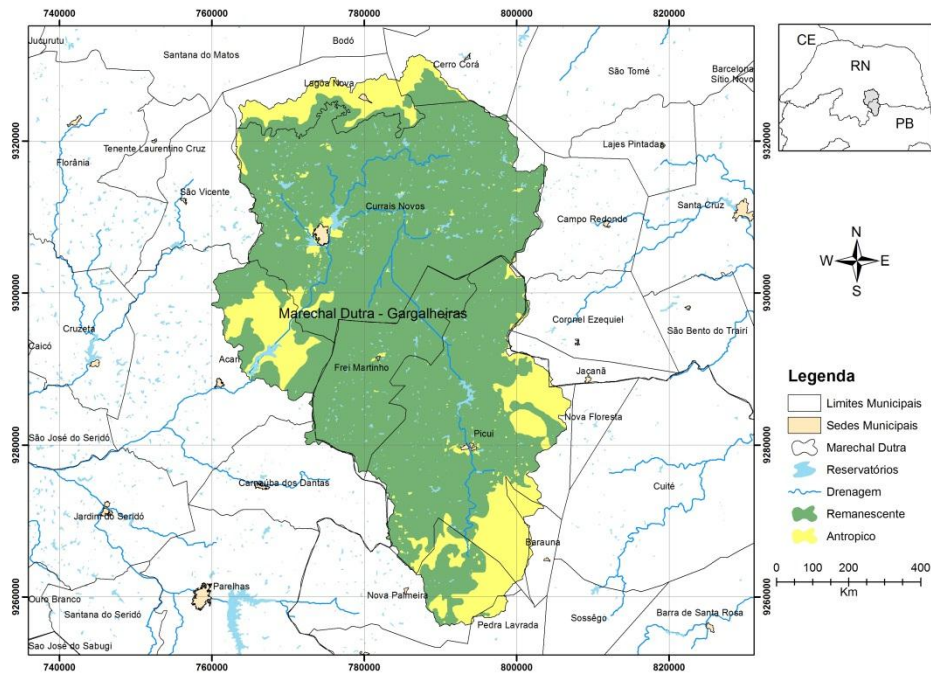 740000 760000 780000 800000 820000
Jucurutu
Santana do Matos
Bodó
Cerro Corá
São Tomé
Barcelona
Sítio Novo
Lagoa Nova
9320000
9320000
Florânia
Tenente Laurentino Cruz
Lajes Pintadas
São Vicente
Currais Novos
Campo Redondo
Santa Cruz
9300000
9300000
Marechal Dutra - Gargalheiras
Coronel Ezequiel
São Bento do Trairí
Cruzeta
Caicó
Acari
Frei Martinho
Jaçanã
Nova Floresta
São José do Seridó
Picui
9280000
9280000
Carnaúba dos Dantas
Cuité
Jardim do Seridó
Barauna
Parelhas
Ouro Branco
Nova Palmeira
9260000
9260000
Santana do Seridó
Pedra Lavrada
Sossêgo
Barra de Santa Rosa
Sao José do Sabugi
740000 760000 780000 800000 820000
CE
RN
PB
N
W E
S
Legenda
Limites Municipais
Sedes Municipais
Marechal Dutra
Reservatórios
Drenagem
Remanescente
Antropico
0 50 100 200 300 400
Km